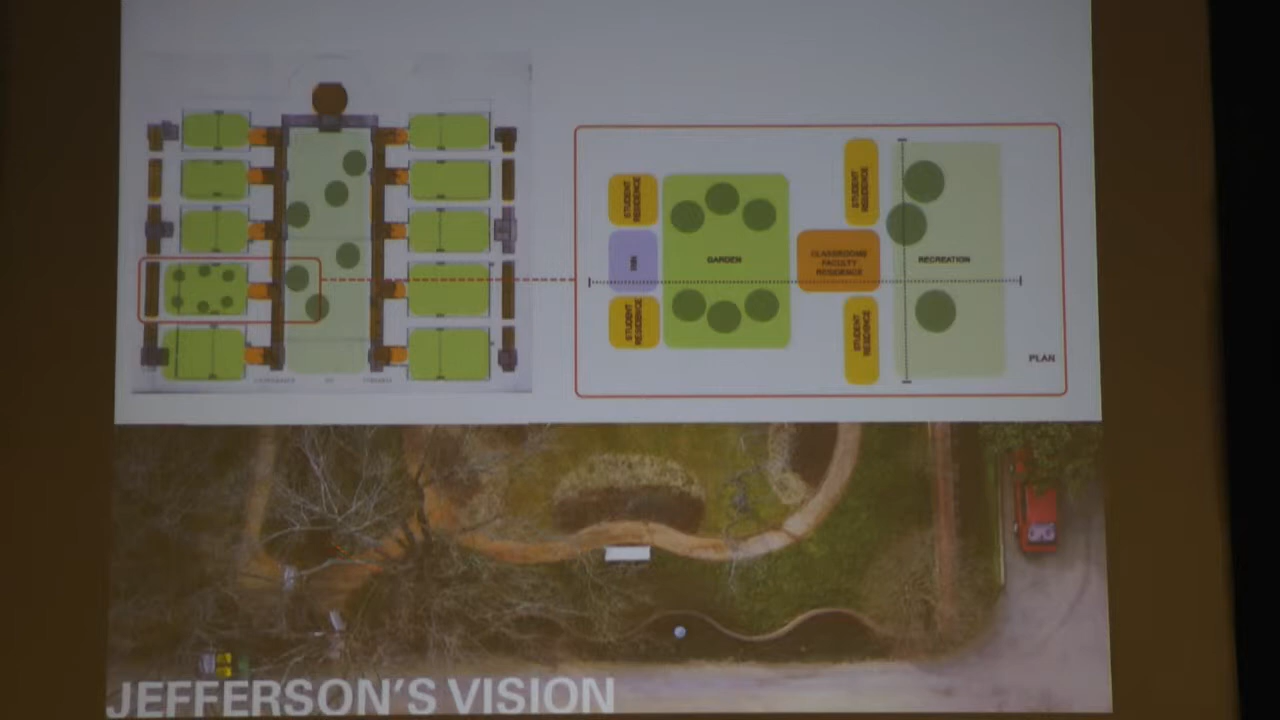 STUDENT
RESIDENCE
INN
STUDENT
RESIDENCE
GARDEN
STUDENT
RESIDENCE
CLASSROOMS
FACULTY
RESIDENCE
STUDENT
RESIDENCE
RECREATION
PLAN
JEFFERSON'S VISION